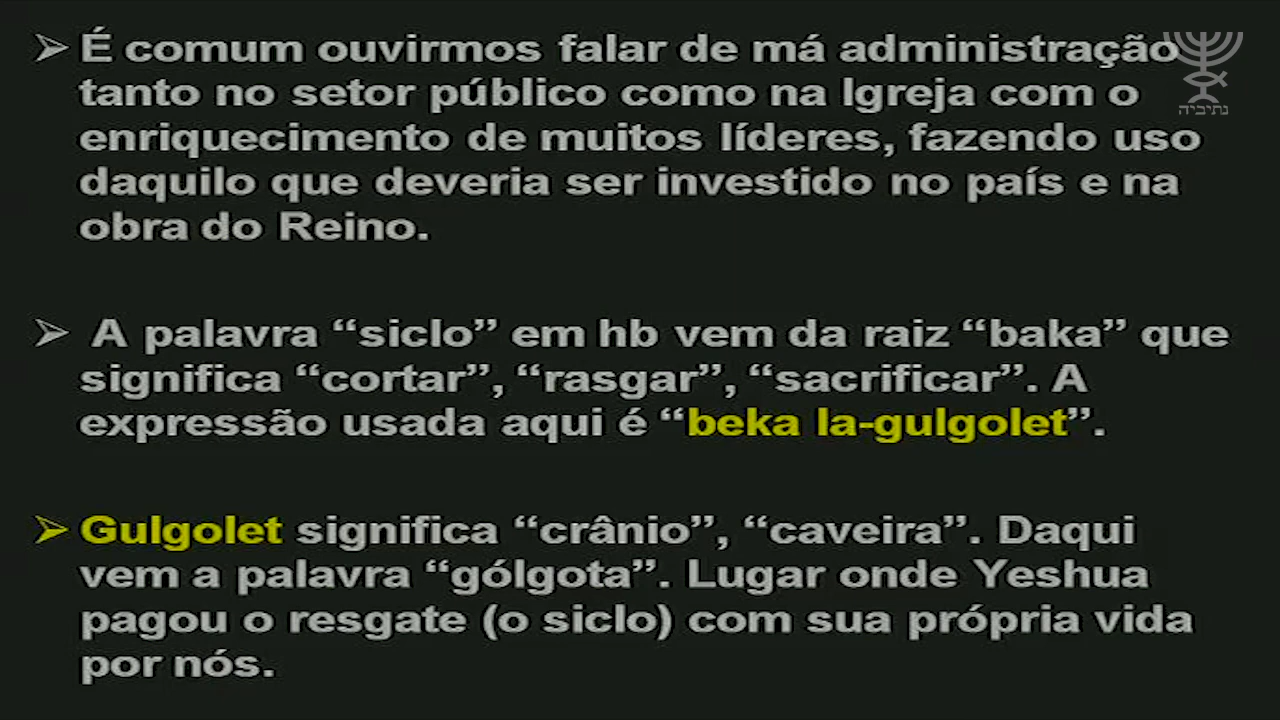 ➢ É comum ouvirmos falar de má administração
tanto no setor público como na Igreja com o
enriquecimento de muitos líderes, fazendo uso
daquilo que deveria ser investido no país e na
obra do Reino.
➢ A palavra “siclo” em hb vem da raiz “baka” que
significa “cortar”, “rasgar”, “sacrificar”. A
expressão usada aqui é “beka la-gulgolet”.
➢ Gulgolet significa “crânio”, “caveira”. Daqui
vem a palavra “gólgota”. Lugar onde Yeshua
pagou o resgate (o siclo) com sua própria vida
por nós.
נתיביה